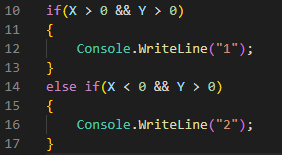 10 if(X > 0 && Y > 0)
11 {
12     Console.WriteLine("1");
13 }
14 else if(X < 0 && Y > 0)
15 {
16     Console.WriteLine("2");
17 }